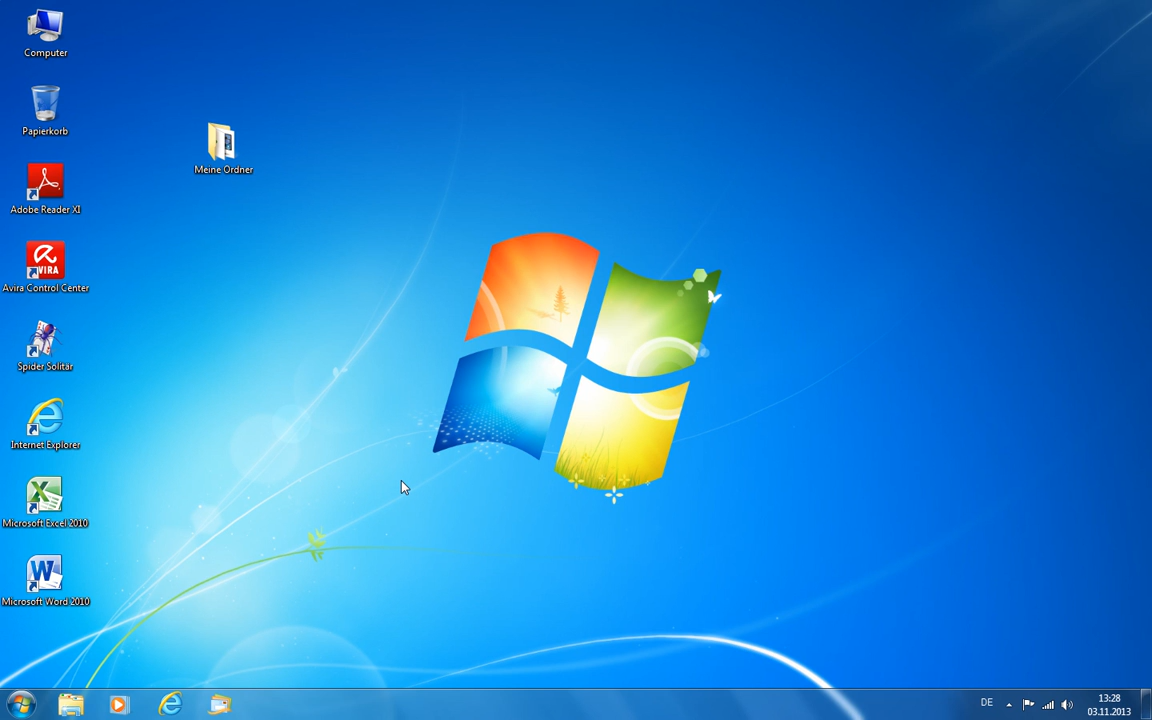 Computer
Papierkorb
Meine Ordner
Adobe Reader XI
AVIRA
Avira Control Center
Spider Solitär
Internet Explorer
Microsoft Excel 2010
W
Microsoft Word 2010
DE
13:28
03.11.2013